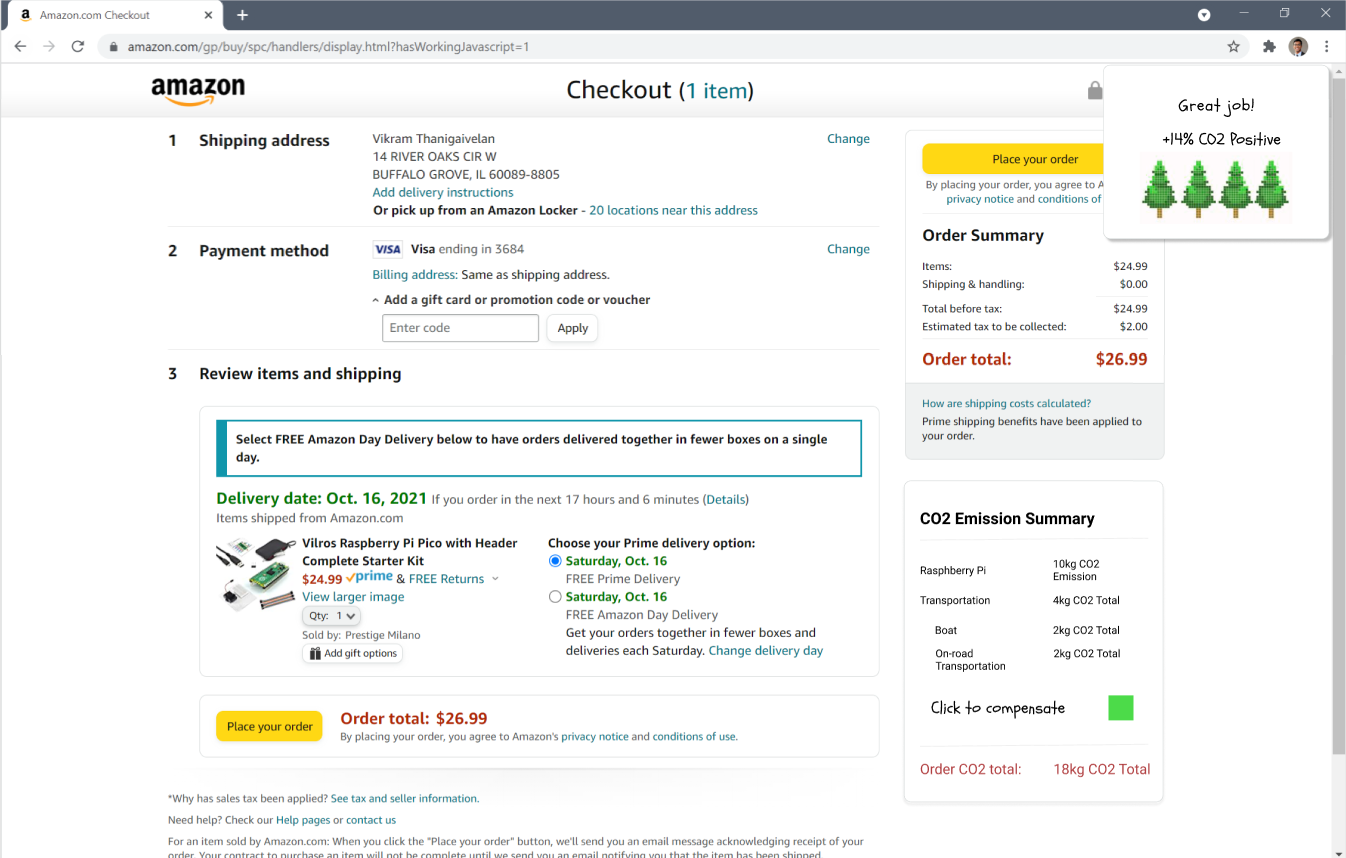 Amazon.com Checkout
amazon.com/gp/buy/spc/handlers/display.html?hasWorkingJavascript=1
amazon
Checkout (1 item)
Great job!
+14% CO2 Positive
1 Shipping address
Vikram Thanigaivelan
14 RIVER OAKS CIR W
BUFFALO GROVE, IL 60089-8805
Add delivery instructions
Or pick up from an Amazon Locker - 20 locations near this address
Change
2 Payment method
VISA Visa ending in 3684
Billing address: Same as shipping address.
Add a gift card or promotion code or voucher
Enter code
Apply
Change
3 Review items and shipping
Select FREE Amazon Day Delivery below to have orders delivered together in fewer boxes on a single
day.
Delivery date: Oct. 16, 2021 If you order in the next 17 hours and 6 minutes (Details)
Items shipped from Amazon.com
Vilros Raspberry Pi Pico with Header
Complete Starter Kit
$24.99 prime & FREE Returns
View larger image
Qty: 1
Sold by: Prestige Milano
Add gift options
Choose your Prime delivery option:
Saturday, Oct. 16
FREE Prime Delivery
Saturday, Oct. 16
FREE Amazon Day Delivery
Get your orders together in fewer boxes and
deliveries each Saturday. Change delivery day
Place your order
Order total: $26.99
By placing your order, you agree to Amazon's privacy notice and conditions of use.
*Why has sales tax been applied? See tax and seller information.
Need help? Check our Help pages or contact us
For an item sold by Amazon.com: When you click the "Place your order" button, we'll send you an email message acknowledging receipt of your
order. Your contract to purchase an item will not be complete until we send you an email notifying you that the item has been shipped.
Place your order
By placing your order, you agree to A
privacy notice and conditions of
Order Summary
Items: $24.99
Shipping & handling: $0.00
Total before tax: $24.99
Estimated tax to be collected: $2.00
Order total: $26.99
How are shipping costs calculated?
Prime shipping benefits have been applied to
your order.
CO2 Emission Summary
Rasphberry Pi 10kg CO2
Emission
Transportation 4kg CO2 Total
Boat 2kg CO2 Total
On-road 2kg CO2 Total
Transportation
Click to compensate
Order CO2 total: 18kg CO2 Total